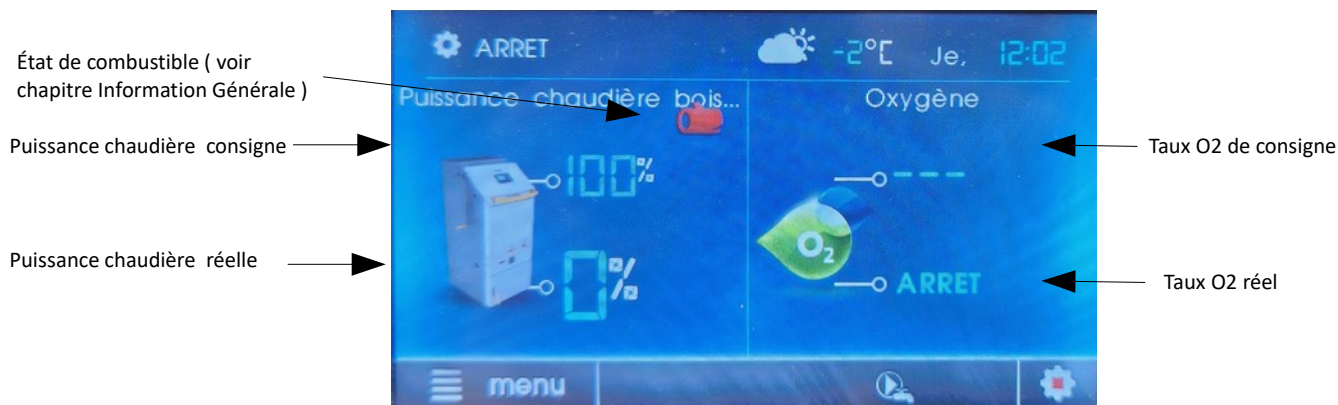 État de combustible ( voir
chapitre Information Générale )
Puissance chaudière consigne
Puissance chaudière réelle
ARRET
-2°C Je, 12:02
Puissance chaudière bois...
Oxygène
100%
0%
---
O2
ARRET
menu
Taux O2 de consigne
Taux O2 réel